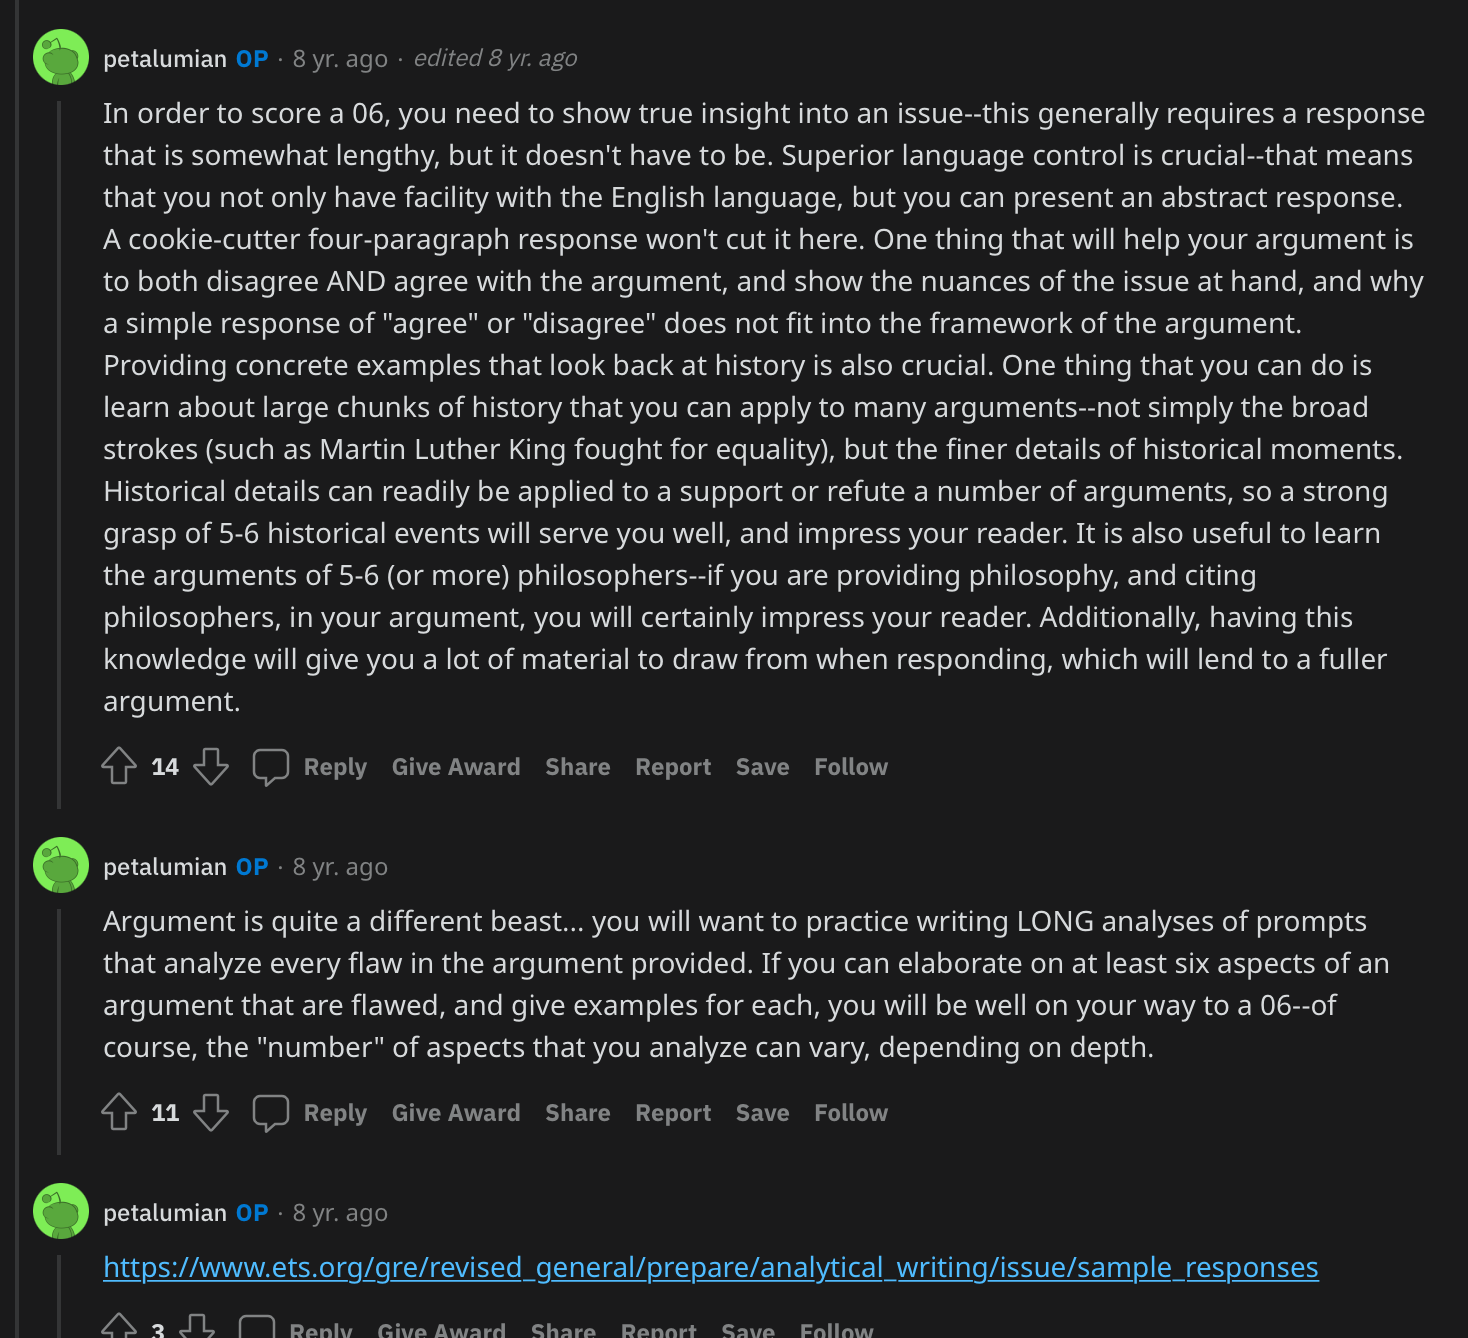 petalumian OP · 8 yr. ago · edited 8 yr. ago
In order to score a 06, you need to show true insight into an issue--this generally requires a response
that is somewhat lengthy, but it doesn't have to be. Superior language control is crucial--that means
that you not only have facility with the English language, but you can present an abstract response.
A cookie-cutter four-paragraph response won't cut it here. One thing that will help your argument is
to both disagree AND agree with the argument, and show the nuances of the issue at hand, and why
a simple response of "agree" or "disagree" does not fit into the framework of the argument.
Providing concrete examples that look back at history is also crucial. One thing that you can do is
learn about large chunks of history that you can apply to many arguments--not simply the broad
strokes (such as Martin Luther King fought for equality), but the finer details of historical moments.
Historical details can readily be applied to a support or refute a number of arguments, so a strong
grasp of 5-6 historical events will serve you well, and impress your reader. It is also useful to learn
the arguments of 5-6 (or more) philosophers--if you are providing philosophy, and citing
philosophers, in your argument, you will certainly impress your reader. Additionally, having this
knowledge will give you a lot of material to draw from when responding, which will lend to a fuller
argument.
14 Reply Give Award Share Report Save Follow
petalumian OP · 8 yr. ago
Argument is quite a different beast... you will want to practice writing LONG analyses of prompts
that analyze every flaw in the argument provided. If you can elaborate on at least six aspects of an
argument that are flawed, and give examples for each, you will be well on your way to a 06--of
course, the "number" of aspects that you analyze can vary, depending on depth.
11 Reply Give Award Share Report Save Follow
petalumian OP · 8 yr. ago
https://www.ets.org/gre/revised_general/prepare/analytical_writing/issue/sample_responses
3 Reply Give Award Share Report Save Follow